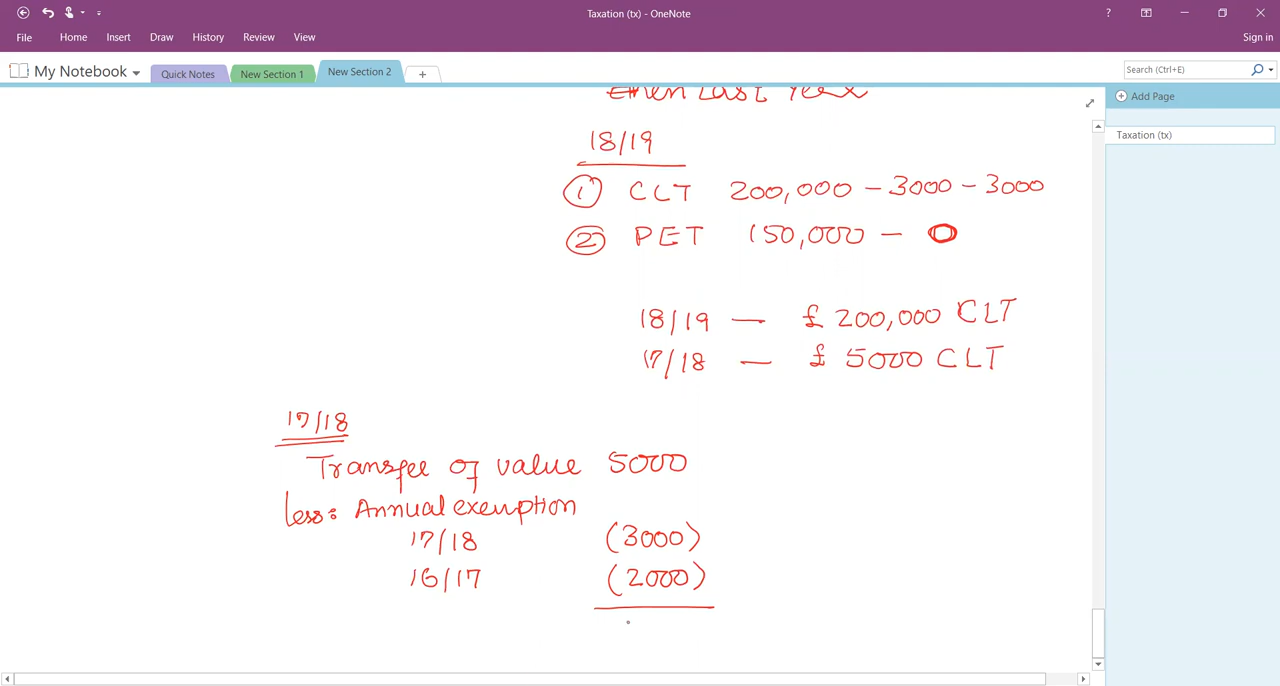 Taxation (tx) - OneNote
?
File Home Insert Draw History Review View Sign in
My Notebook Quick Notes New Section 1 New Section 2 + Search (Ctrl+E)
Add Page
Taxation (tx)
Last Year
18/19
① CLT 200,000 - 3000 - 3000
② PET 150,000 - 0
18/19 — £ 200,000 CLT
17/18 — £ 5000 CLT
17/18
Transfer of value 5000
less: Annual exemption
17/18 (3000)
16/17 (2000)